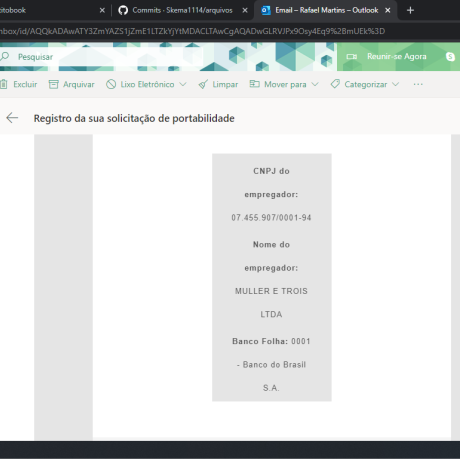 titobook
Commits · Skema1114/arquivos
Email – Rafael Martins – Outlook
nbox/id/AQQkADAwATY3ZmYAZS1jZmE1LTZkYjYtMDACLTAwCgAQADwGLRVJPx9Osy4Eq9%2BmUEk%3D
Pesquisar
Reunir-se Agora
Excluir Arquivar Lixo Eletrônico Limpar Mover para Categorizar ...
Registro da sua solicitação de portabilidade
CNPJ do
empregador:
07.455.907/0001-94
Nome do
empregador:
MULLER E TROIS
LTDA
Banco Folha: 0001
- Banco do Brasil
S.A.